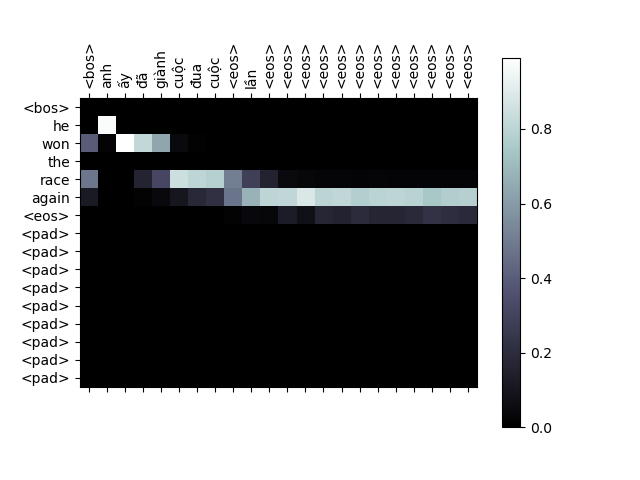 <bos> anh ấy đã giành cuộc đua cuộc <eos> lần <eos> <eos> <eos> <eos> <eos> <eos> <eos> <eos> <eos> <eos> <eos> <eos>
<bos>
he
won
the
race
again
<eos>
<pad>
<pad>
<pad>
<pad>
<pad>
<pad>
<pad>
<pad>
<pad>
0.8
0.6
0.4
0.2
0.0